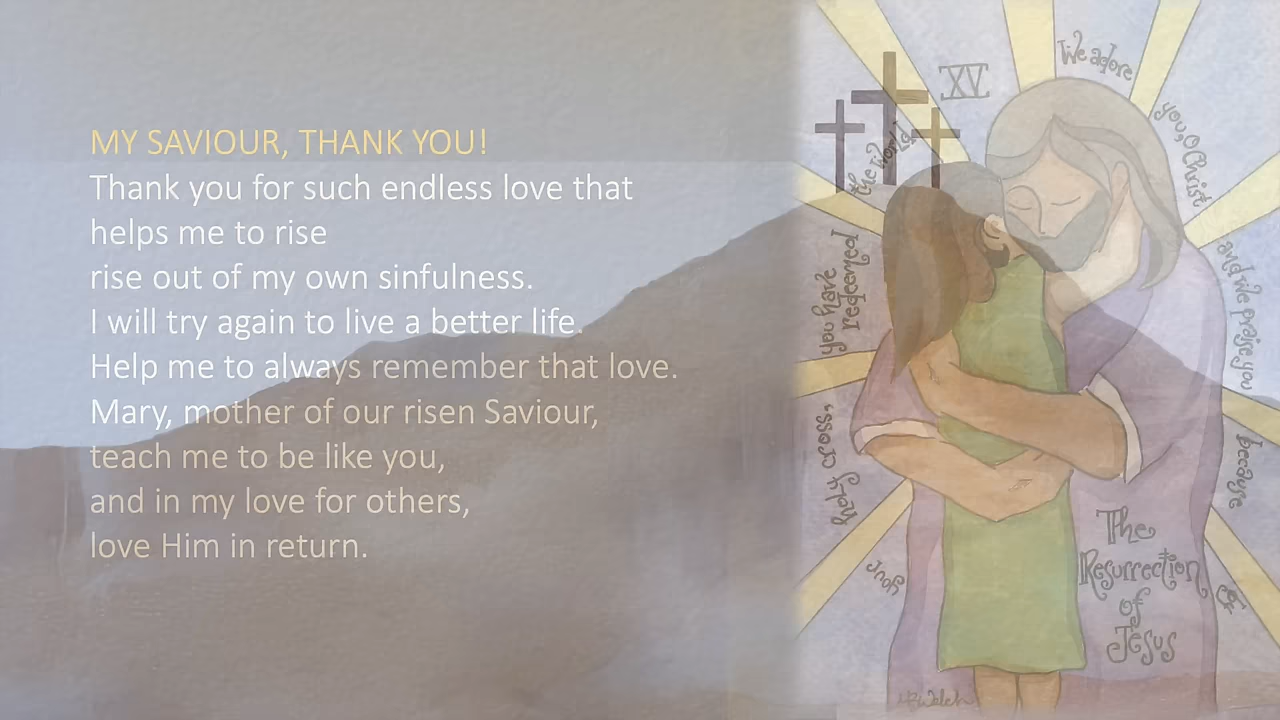 MY SAVIOUR, THANK YOU!
Thank you for such endless love that
helps me to rise
rise out of my own sinfulness.
I will try again to live a better life.
Help me to always remember that love.
Mary, mother of our risen Saviour,
teach me to be like you,
and in my love for others,
love Him in return.
XV
We adore
you, O Christ
and we praise you
because
by
your
holy cross,
you have
redeemed
the world
The
Resurrection
of
Jesus